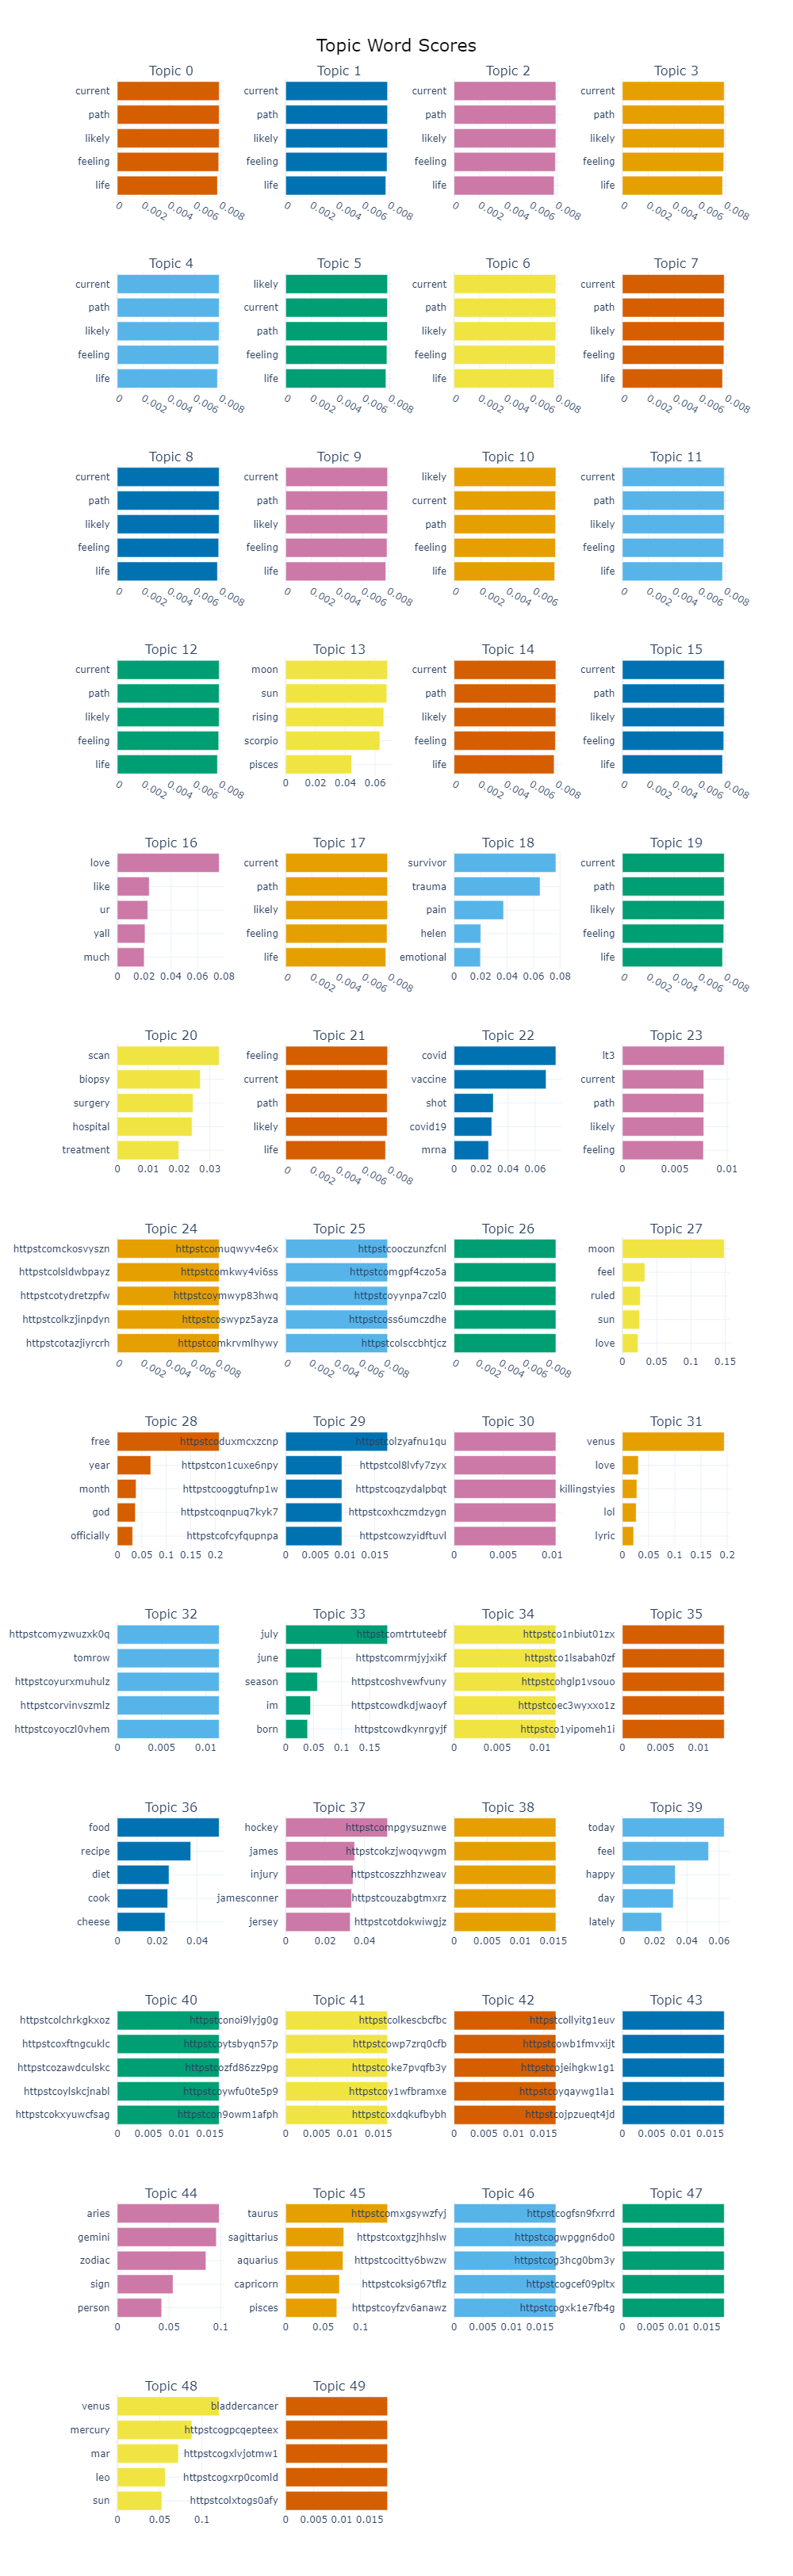 Topic Word Scores
Topic 0
current
path
likely
feeling
life
0 0.002 0.004 0.006 0.008
Topic 1
current
path
likely
feeling
life
0 0.002 0.004 0.006 0.008
Topic 2
current
path
likely
feeling
life
0 0.002 0.004 0.006 0.008
Topic 3
current
path
likely
feeling
life
0 0.002 0.004 0.006 0.008
Topic 4
current
path
likely
feeling
life
0 0.002 0.004 0.006 0.008
Topic 5
likely
current
path
feeling
life
0 0.002 0.004 0.006 0.008
Topic 6
current
path
likely
feeling
life
0 0.002 0.004 0.006 0.008
Topic 7
current
path
likely
feeling
life
0 0.002 0.004 0.006 0.008
Topic 8
current
path
likely
feeling
life
0 0.002 0.004 0.006 0.008
Topic 9
current
path
likely
feeling
life
0 0.002 0.004 0.006 0.008
Topic 10
likely
current
path
feeling
life
0 0.002 0.004 0.006
Topic 11
current
path
likely
feeling
life
0 0.002 0.004 0.006 0.008
Topic 12
current
path
likely
feeling
life
0 0.002 0.004 0.006 0.008
Topic 13
moon
sun
rising
scorpio
pisces
0 0.02 0.04 0.06
Topic 14
current
path
likely
feeling
life
0 0.002 0.004 0.006 0.008
Topic 15
current
path
likely
feeling
life
0 0.002 0.004 0.006 0.008
Topic 16
love
like
ur
yall
much
0 0.02 0.04 0.06 0.08
Topic 17
current
path
likely
feeling
life
0 0.002 0.004 0.006 0.008
Topic 18
survivor
trauma
pain
helen
emotional
0 0.02 0.04 0.06 0.08
Topic 19
current
path
likely
feeling
life
0 0.002 0.004 0.006 0.008
Topic 20
scan
biopsy
surgery
hospital
treatment
0 0.01 0.02 0.03
Topic 21
feeling
current
path
likely
life
0 0.002 0.004 0.006 0.008
Topic 22
covid
vaccine
shot
covid19
mrna
0 0.02 0.04 0.06
Topic 23
lt3
current
path
likely
feeling
0 0.005 0.01
Topic 24
httpstcomckosvyszn
httpstcolsldwbpayz
httpstcotydretzpfw
httpstcolkzjinpdyn
httpstcotazjiyrcrh
0 0.002 0.004 0.006 0.008
Topic 25
httpstcomuqwyv4e6x
httpstcomkwy4vi6ss
httpstcoymwyp83hwq
httpstcoswypz5ayza
httpstcomkrvmlhywy
0 0.002 0.004 0.006 0.008
Topic 26
httpstcooczunzfcnl
httpstcomgpf4czo5a
httpstcoyynpa7czl0
httpstcoss6umczdhe
httpstcolsccbhtjcz
0 0.002 0.004 0.006 0.008
Topic 27
moon
feel
ruled
sun
love
0 0.05 0.1 0.15
Topic 28
free
year
month
god
officially
0 0.05 0.1 0.15 0.2
Topic 29
httpstcoduxmcxzcnp
httpstcon1cuxe6npy
httpstcooggtufnp1w
httpstcoqnpuq7kyk7
httpstcofcyfqupnpa
0 0.005 0.01 0.015
Topic 30
httpstcolzyafnu1qu
httpstcol8lvfy7zyx
httpstcoqzydalpbqt
httpstcoxhczmdzygn
httpstcowzyidftuvl
0 0.005 0.01
Topic 31
venus
love
killingstyies
lol
lyric
0 0.05 0.1 0.15 0.2
Topic 32
httpstcomyzwuzxk0q
tomrow
httpstcoyurxmuhulz
httpstcorvinvszmlz
httpstcoyoczl0vhem
0 0.005 0.01
Topic 33
july
june
season
im
born
0 0.05 0.1 0.15
Topic 34
httpstcomtrtuteebf
httpstcomrmjyjxikf
httpstcoshvewfvuny
httpstcowdkdjwaoyf
httpstcowdkynrgyjf
0 0.005 0.01
Topic 35
httpstco1nbiut01zx
httpstco1lsabah0zf
httpstcohglp1vsouo
httpstcoec3wyxxo1z
httpstco1yipomeh1i
0 0.005 0.01
Topic 36
food
recipe
diet
cook
cheese
0 0.02 0.04
Topic 37
hockey
james
injury
jamesconner
jersey
0 0.02 0.04
Topic 38
httpstcompgysuznwe
httpstcokzjwoqywgm
httpstcoszzhhzweav
httpstcouzabgtmxrz
httpstcotdokwiwgjz
0 0.005 0.01 0.015
Topic 39
today
feel
happy
day
lately
0 0.02 0.04 0.06
Topic 40
httpstcolchrkgkxoz
httpstcoxftngcuklc
httpstcozawdculskc
httpstcoylskcjnabl
httpstcokxyuwcfsag
0 0.005 0.01 0.015
Topic 41
httpstconoi9lyjg0g
httpstcoytsbyqn57p
httpstcozfd86zz9pg
httpstcoywfu0te5p9
httpstcon9owm1afph
0 0.005 0.01 0.015
Topic 42
httpstcolkescbcfbc
httpstcowp7zrq0cfb
httpstcoke7pvqfb3y
httpstcoy1wfbramxe
httpstcoxdqkufbybh
0 0.005 0.01 0.015
Topic 43
httpstcollyitg1euv
httpstcowb1fmvxijt
httpstcojeihgkw1g1
httpstcoyqaywg1la1
httpstcojpzueqt4jd
0 0.005 0.01 0.015
Topic 44
aries
gemini
zodiac
sign
person
0 0.05 0.1
Topic 45
taurus
sagittarius
aquarius
capricorn
pisces
0 0.05 0.1
Topic 46
httpstcomxgsywzfyj
httpstcoxtgzjhhslw
httpstcocitty6bwzw
httpstcoksig67tflz
httpstcoyfzv6anawz
0 0.005 0.01 0.015
Topic 47
httpstcogfsn9fxrrd
httpstcogwpggn6do0
httpstcog3hcg0bm3y
httpstcogcef09pltx
httpstcogxk1e7fb4g
0 0.005 0.01 0.015
Topic 48
venus
mercury
mar
leo
sun
0 0.05 0.1
Topic 49
bladdercancer
httpstcogpcqepteex
httpstcogxlvjotmw1
httpstcogxrp0comld
httpstcolxtogs0afy
0 0.005 0.01 0.015